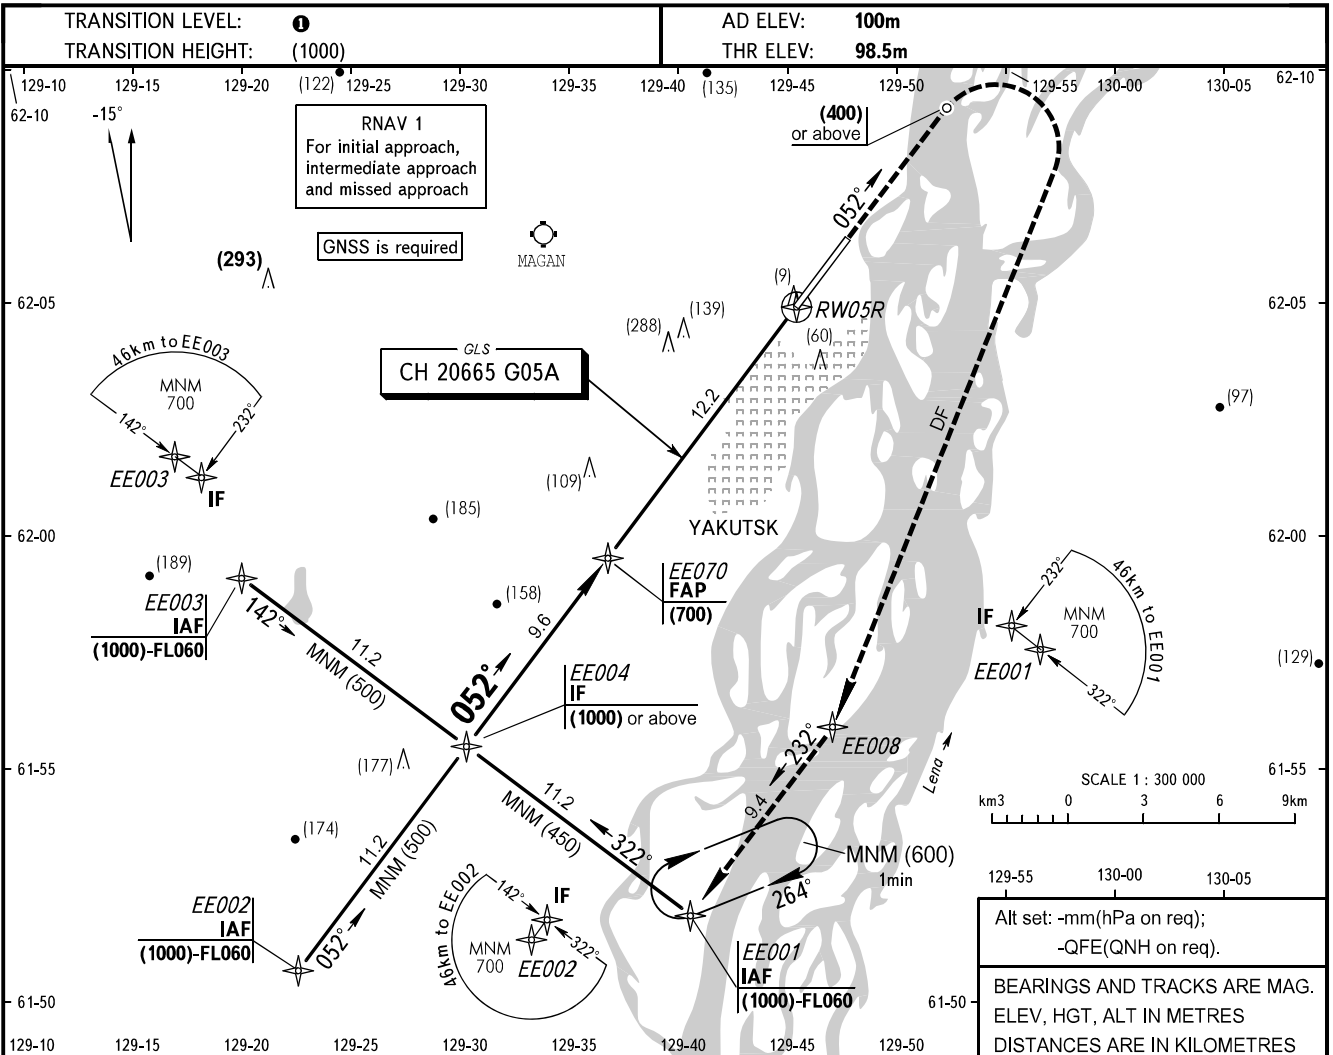 TRANSITION LEVEL: ❶
TRANSITION HEIGHT: (1000)
AD ELEV: 100m
THR ELEV: 98.5m
129-10 129-15 129-20 129-25 129-30 129-35 129-40 129-45 129-50 129-55 130-00 130-05
62-10
62-10
(122)
(135)
-15°
RNAV 1
For initial approach,
intermediate approach
and missed approach
GNSS is required
MAGAN
(400)
or above
052°
(293)
62-05
62-05
(9)
RW05R
(139)
(288)
(60)
GLS
CH 20665 G05A
12.2
46km to EE003
MNM
700
142°
232°
EE003
IF
(97)
DF
(109)
(185)
YAKUTSK
62-00
62-00
(189)
EE003
IAF
(1000)-FL060
142°
11.2
MNM (500)
(158)
9.6
EE070
FAP
(700)
052°
EE004
IF
(1000) or above
232°
46km to EE001
MNM
700
IF
EE001
322°
(129)
EE008
232°
9.4
Lena
(177)
61-55
61-55
SCALE 1 : 300 000
km3 0 3 6 9km
11.2
MNM (450)
322°
(174)
11.2
MNM (500)
052°
MNM (600)
1min
264°
129-55 130-00 130-05
EE002
IAF
(1000)-FL060
46km to EE002
142°
IF
322°
MNM
700
EE002
EE001
IAF
(1000)-FL060
Alt set: -mm(hPa on req);
-QFE(QNH on req).
61-50
61-50
BEARINGS AND TRACKS ARE MAG.
ELEV, HGT, ALT IN METRES
DISTANCES ARE IN KILOMETRES
129-10 129-15 129-20 129-25 129-30 129-35 129-40 129-45 129-50